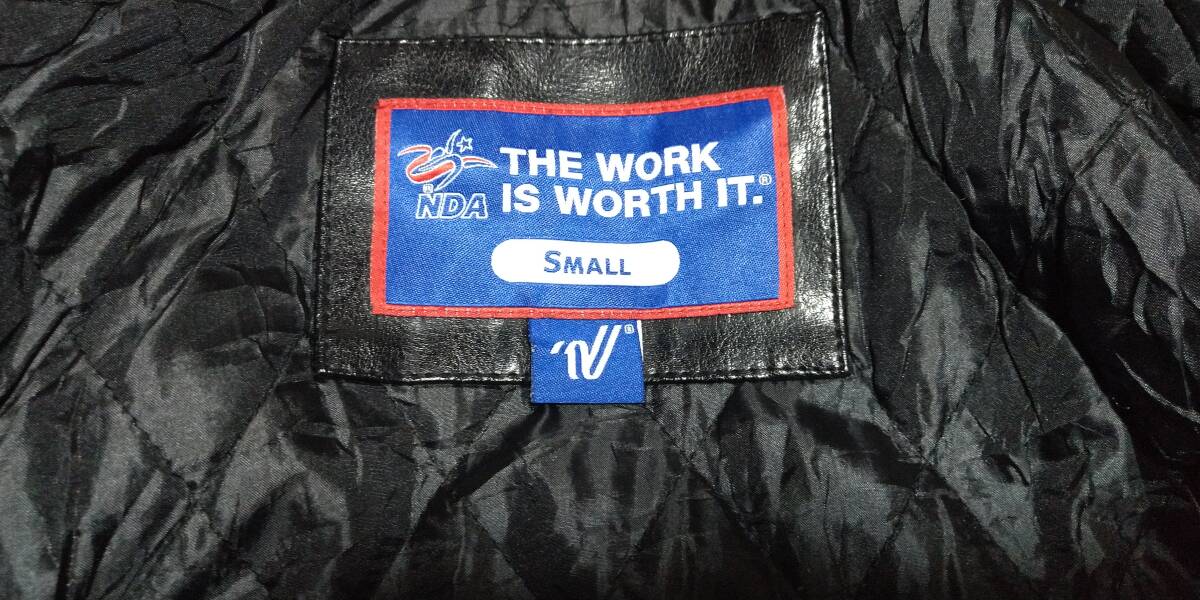 THE WORK
IS WORTH IT.®
®
NDA
SMALL
V®